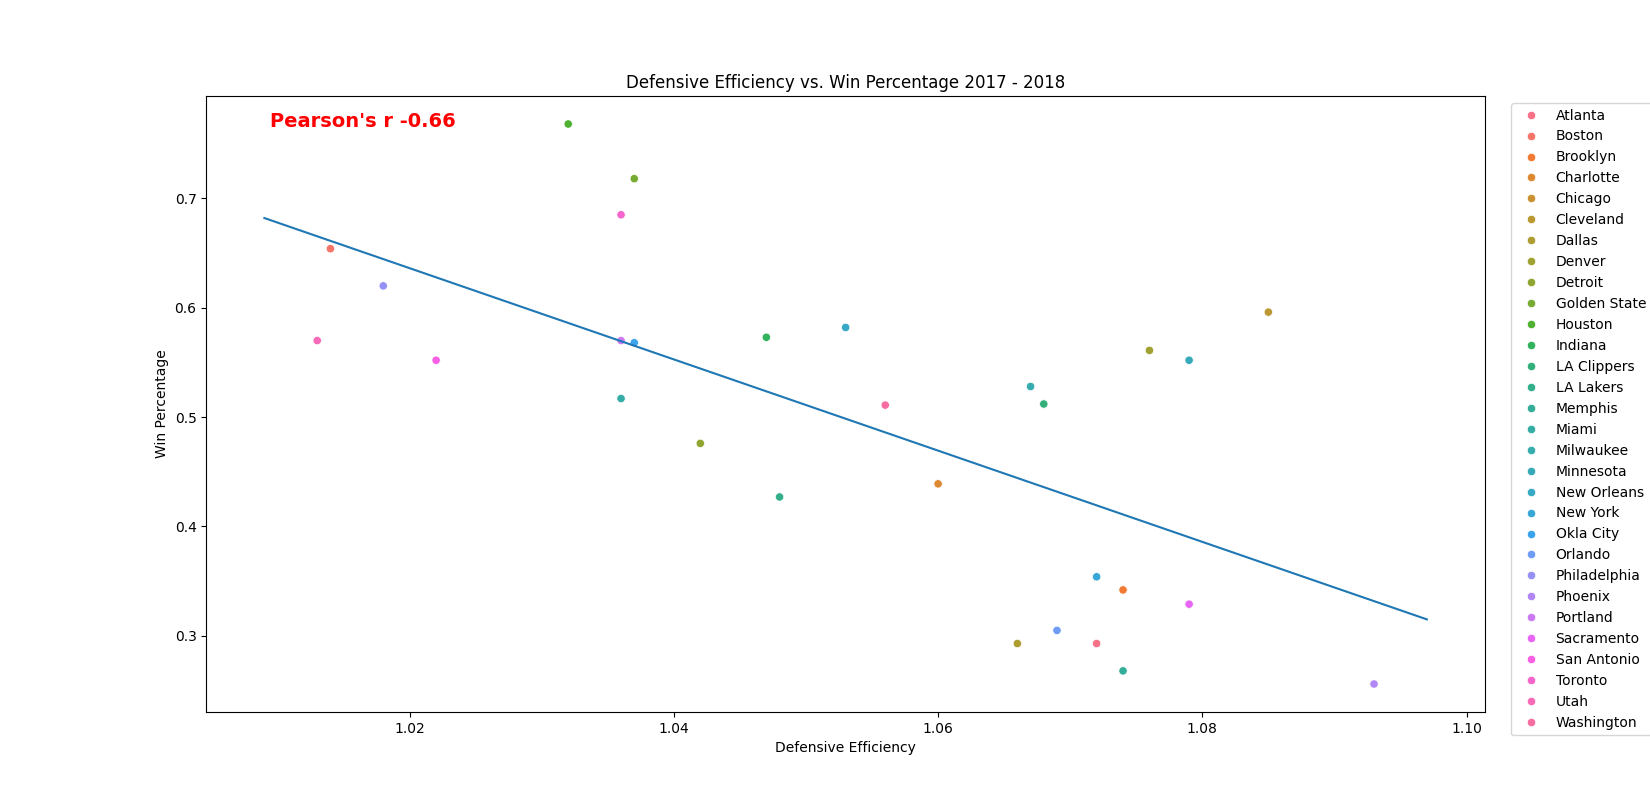 Defensive Efficiency vs. Win Percentage 2017 - 2018
Pearson's r -0.66
Win Percentage
0.7
0.6
0.5
0.4
0.3
1.02
1.04
1.06
1.08
1.10
Defensive Efficiency
Atlanta
Boston
Brooklyn
Charlotte
Chicago
Cleveland
Dallas
Denver
Detroit
Golden State
Houston
Indiana
LA Clippers
LA Lakers
Memphis
Miami
Milwaukee
Minnesota
New Orleans
New York
Okla City
Orlando
Philadelphia
Phoenix
Portland
Sacramento
San Antonio
Toronto
Utah
Washington